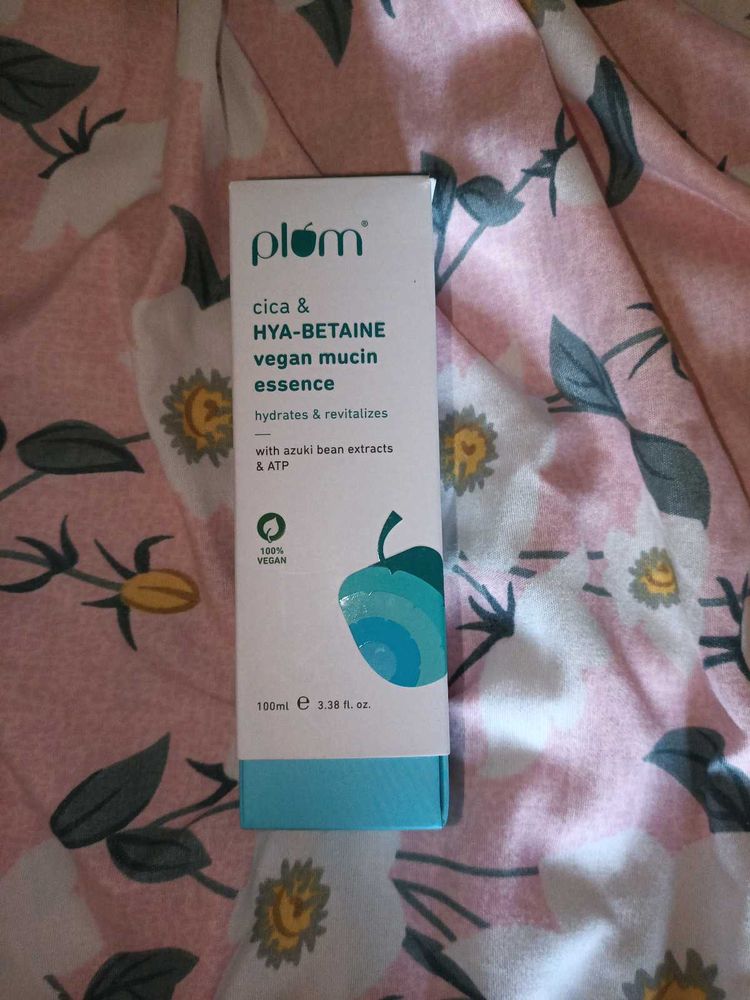 plum®
cica &
HYA-BETAINE
vegan mucin
essence
hydrates & revitalizes
with azuki bean extracts
& ATP
100%
VEGAN
100ml e 3.38 fl. oz.